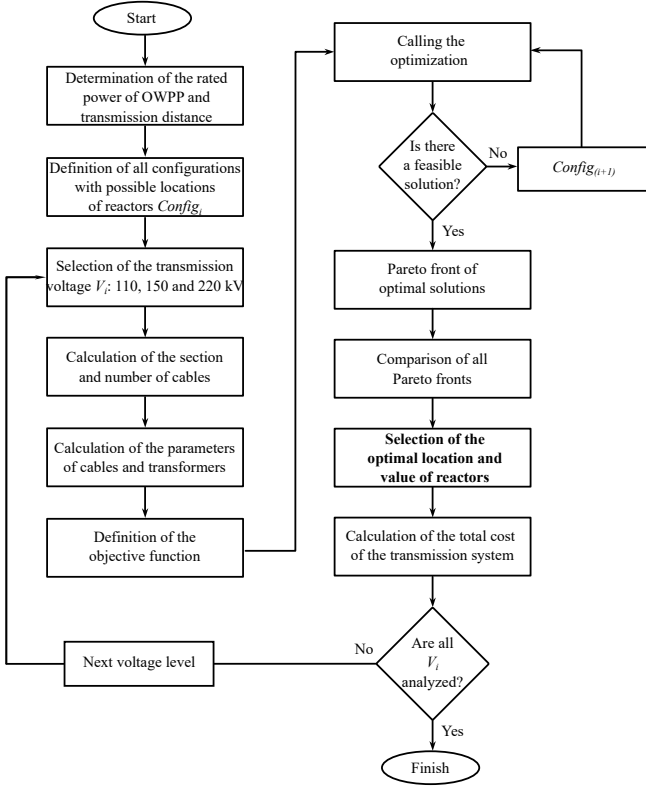 Start
Determination of the rated
power of OWPP and
transmission distance
Definition of all configurations
with possible locations
of reactors Config_i
Selection of the transmission
voltage V_i: 110, 150 and 220 kV
Calculation of the section
and number of cables
Calculation of the parameters
of cables and transformers
Definition of the
objective function
Calling the
optimization
Is there
a feasible
solution?
No
Config_(i+1)
Yes
Pareto front of
optimal solutions
Comparison of all
Pareto fronts
Selection of the
optimal location and
value of reactors
Calculation of the total cost
of the transmission system
Are all
V_i
analyzed?
No
Next voltage level
Yes
Finish